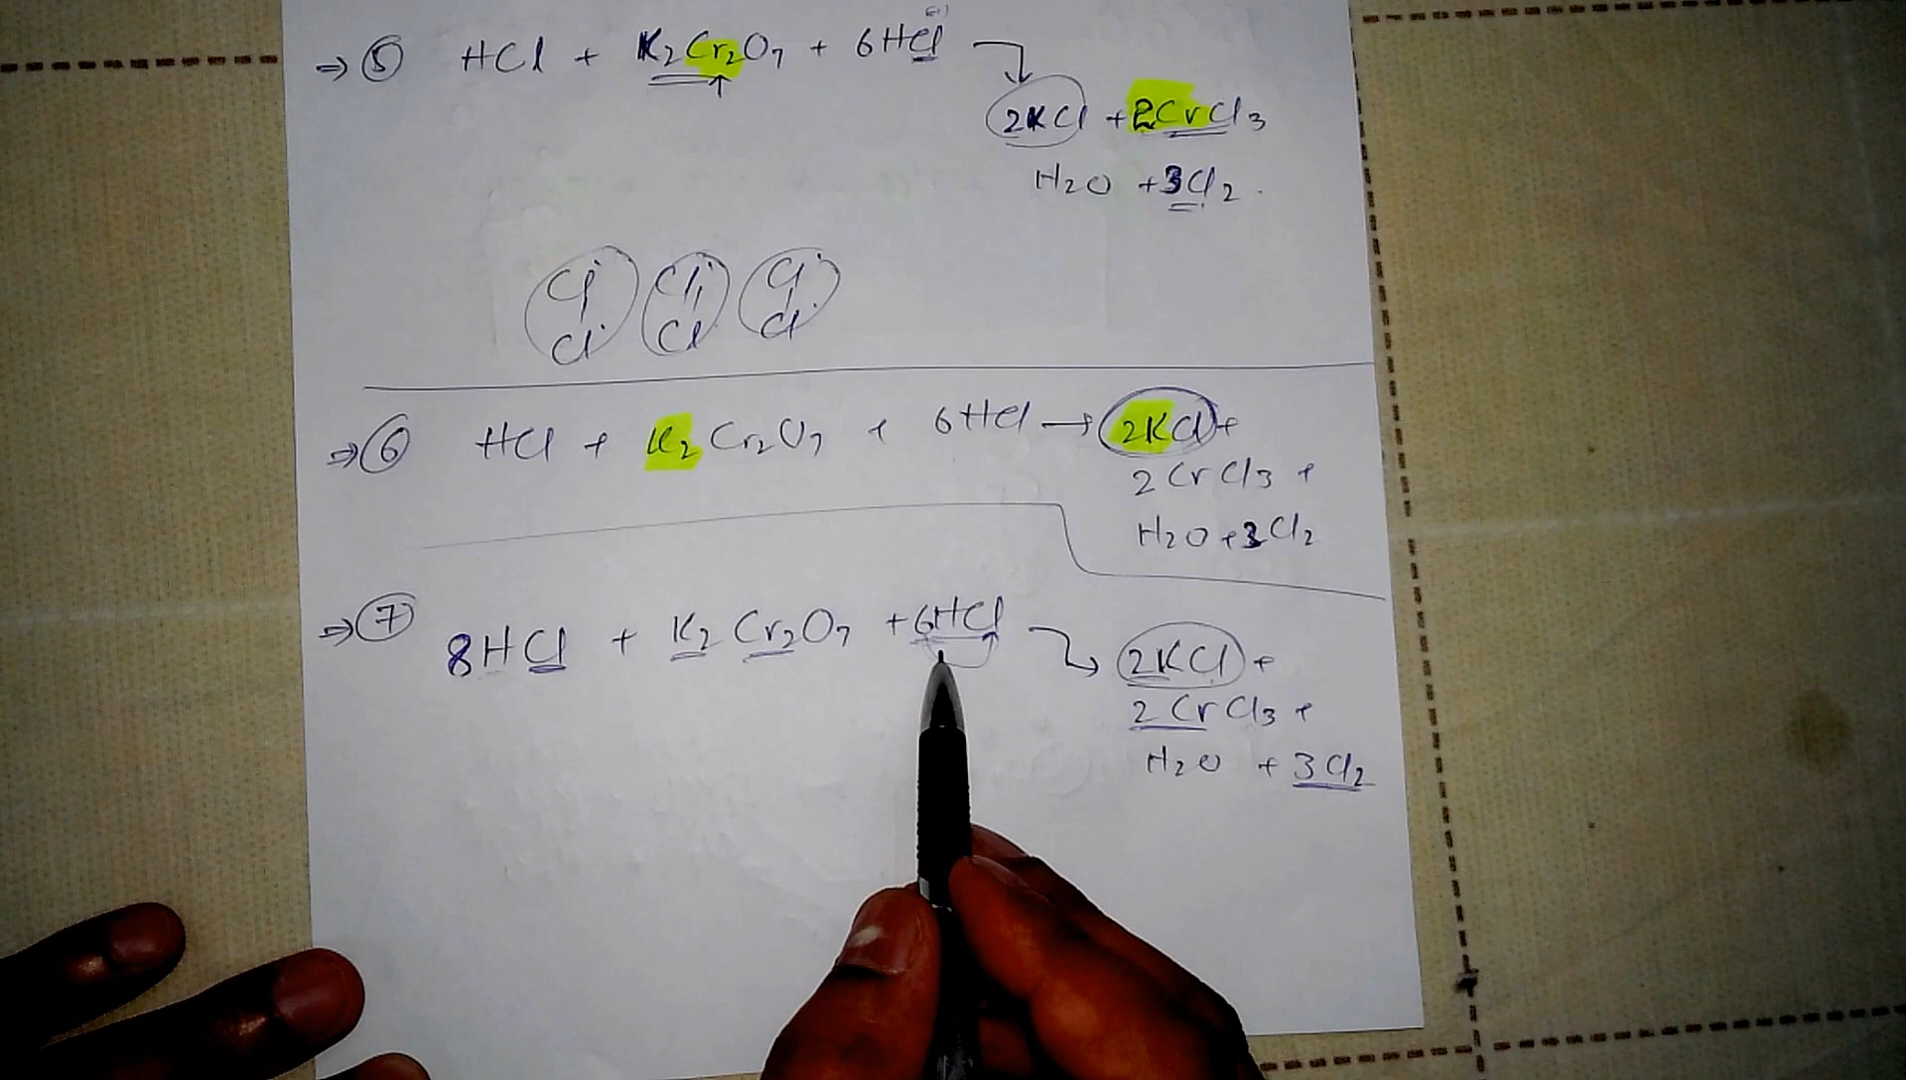 ⇒ ⑤ HCl + K2Cr2O7 + 6HCl
2KCl + 2CrCl3
H2O + 3Cl2.
Cl Cl Cl
Cl Cl Cl
⇒ ⑥ HCl + K2Cr2O7 + 6HCl → 2KCl +
2CrCl3 +
H2O + 3Cl2
⇒ ⑦ 8HCl + K2Cr2O7 + 6HCl
2KCl +
2CrCl3 +
H2O + 3Cl2